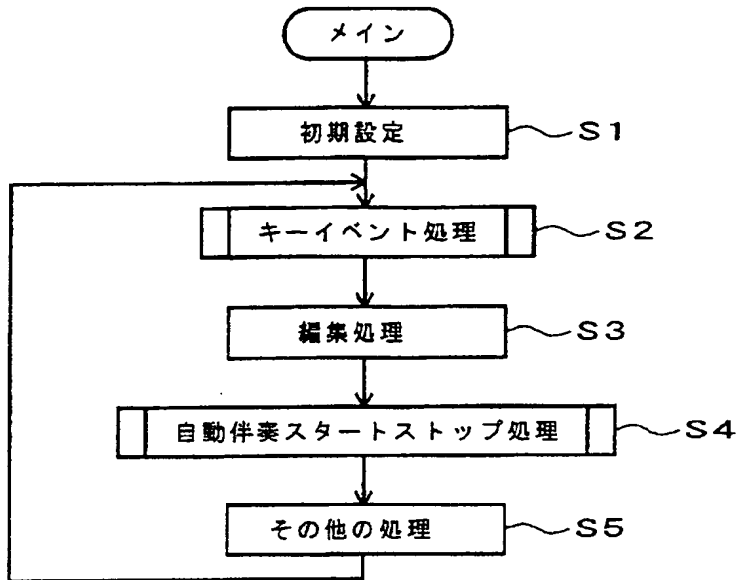 メイン
初期設定 S1
キーイベント処理 S2
編集処理 S3
自動伴奏スタートストップ処理 S4
その他の処理 S5